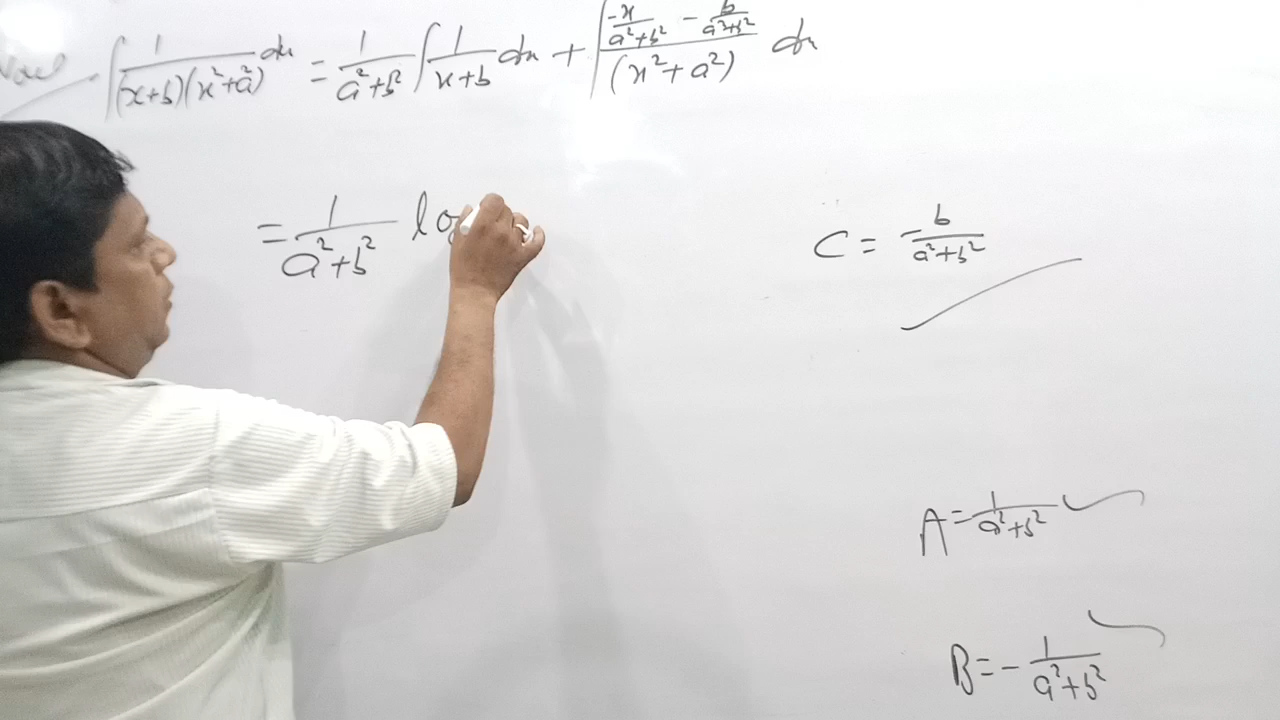 Now ∫ 1/((x+b)(x²+a²)) dx = 1/(a²+b²) ∫ 1/(x+b) dx + ∫ (-x/(a²+b²) - b/(a²+b²))/(x²+a²) dx
= 1/(a²+b²) log
C = -b/(a²+b²)
A = 1/(a²+b²)
B = - 1/(a²+b²)